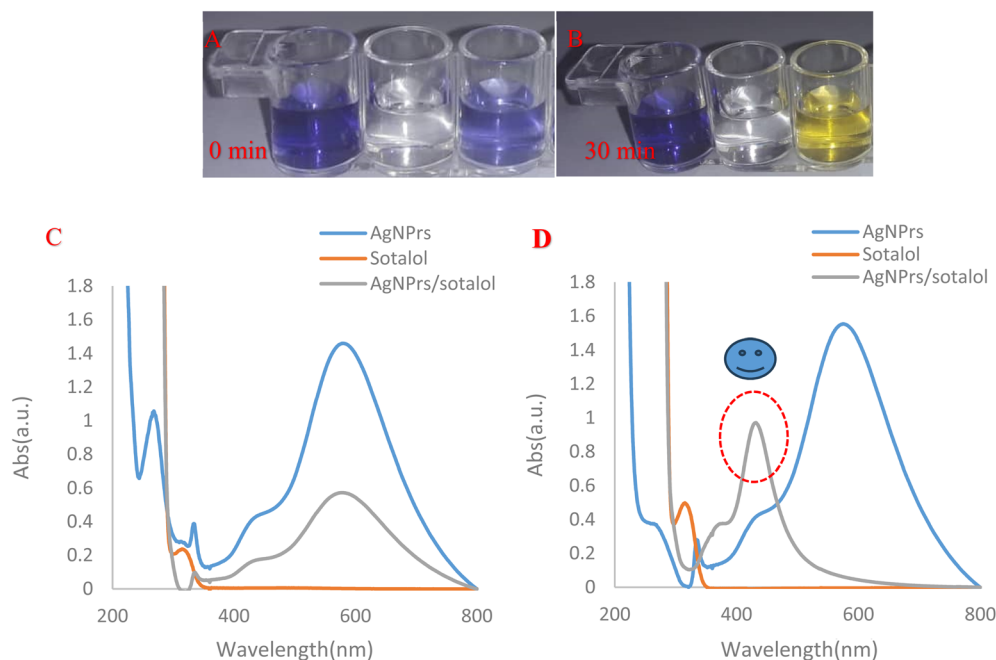 A
0 min
B
30 min
C
AgNPrs
Sotalol
AgNPrs/sotalol
1.8
1.6
1.4
1.2
1
0.8
0.6
0.4
0.2
0
200
400
600
800
Abs(a.u.)
Wavelength(nm)
D
AgNPrs
Sotalol
AgNPrs/sotalol
1.8
1.6
1.4
1.2
1
0.8
0.6
0.4
0.2
0
200
400
600
800
Abs(a.u.)
Wavelength(nm)